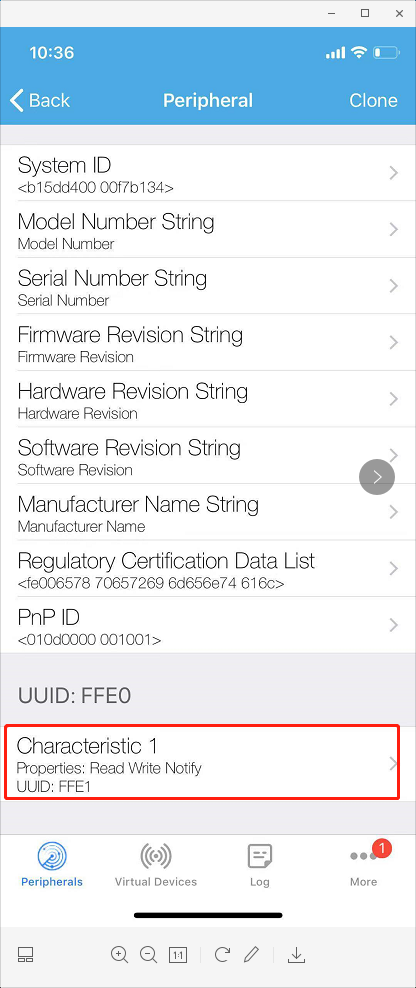 10:36
Back
Peripheral
Clone
System ID
<b15dd400 00f7b134>
Model Number String
Model Number
Serial Number String
Serial Number
Firmware Revision String
Firmware Revision
Hardware Revision String
Hardware Revision
Software Revision String
Software Revision
Manufacturer Name String
Manufacturer Name
Regulatory Certification Data List
<fe006578 70657269 6d656e74 616c>
PnP ID
<010d0000 001001>
UUID: FFE0
Characteristic 1
Properties: Read Write Notify
UUID: FFE1
1
Peripherals
Virtual Devices
Log
More
1:1